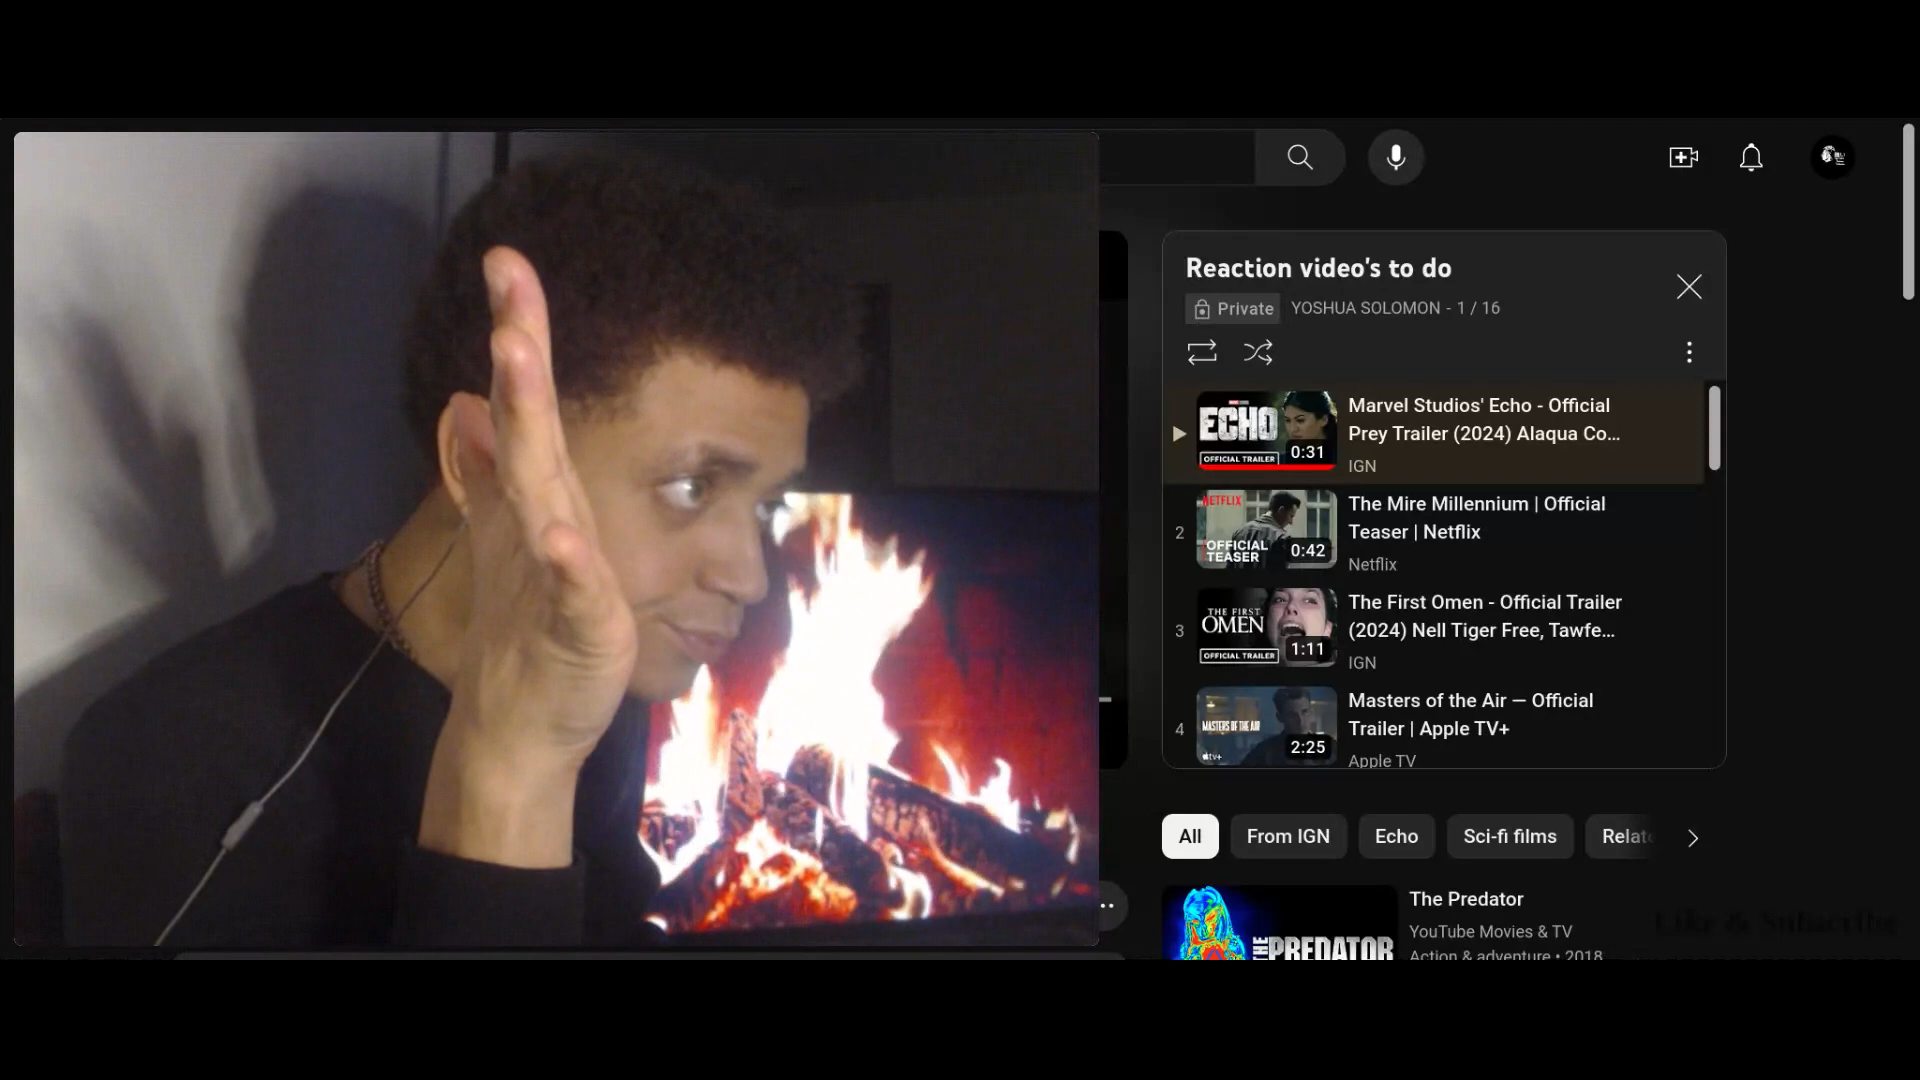 Reaction video's to do
Private YOSHUA SOLOMON - 1 / 16
ECHO
OFFICIAL TRAILER
0:31
Marvel Studios' Echo - Official
Prey Trailer (2024) Alaqua Co...
IGN
2
NETFLIX
OFFICIAL
TEASER
0:42
The Mire Millennium | Official
Teaser | Netflix
Netflix
3
THE FIRST
OMEN
OFFICIAL TRAILER
1:11
The First Omen - Official Trailer
(2024) Nell Tiger Free, Tawfe...
IGN
4
MASTERS OF THE AIR
tv+
2:25
Masters of the Air — Official
Trailer | Apple TV+
Apple TV
All From IGN Echo Sci-fi films Relate
THE PREDATOR
The Predator
YouTube Movies & TV
Action & adventure • 2018
Like & Subscribe